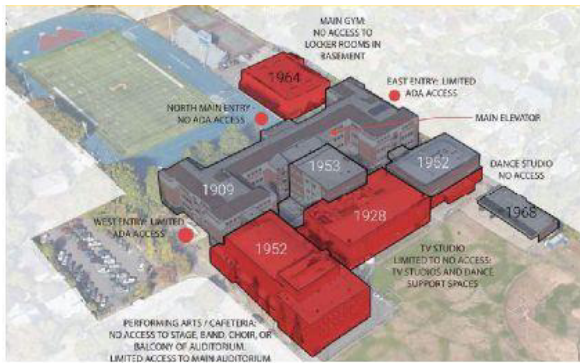 MAIN GYM:
NO ACCESS TO
LOCKER ROOMS IN
BASEMENT
1964
EAST ENTRY: LIMITED
ADA ACCESS
NORTH MAIN ENTRY -
NO ADA ACCESS
MAIN ELEVATOR
1953
1952
DANCE STUDIO
NO ACCESS
1909
1968
1928
WEST ENTRY: LIMITED
ADA ACCESS
1952
TV STUDIO
LIMITED TO NO ACCESS:
TV STUDIOS AND DANCE
SUPPORT SPACES
PERFORMING ARTS / CAFETERIA:
NO ACCESS TO STAGE, BAND, CHOIR, OR
BALCONY OF AUDITORIUM.
LIMITED ACCESS TO MAIN AUDITORIUM